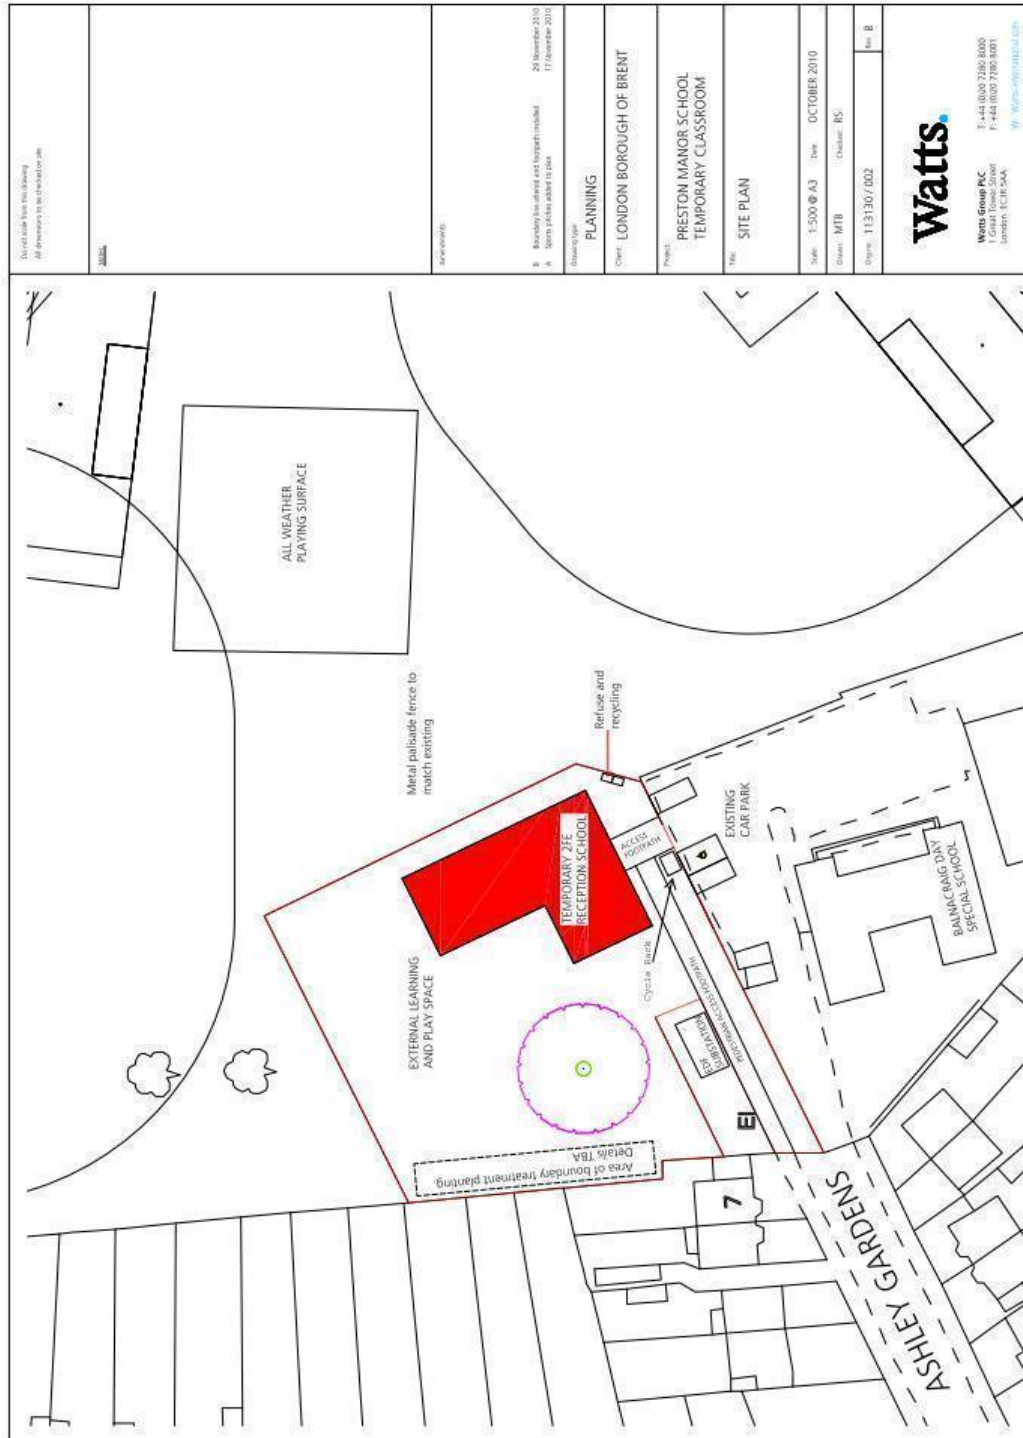 Do not scale from this drawing
All dimensions to be checked on site
Notes
Amendments
B Boundary line altered and footpath installed 29 November 2010
A Sports pitches added to plan 17 November 2010
Drawing type
PLANNING
Client: LONDON BOROUGH OF BRENT
Project:
PRESTON MANOR SCHOOL
TEMPORARY CLASSROOM
Title:
SITE PLAN
Scale: 1:500 @ A3 Date: OCTOBER 2010
Drawn: MTB Checked: RS
Drg no: 113130 / 002 Rev: B
Watts.
Watts Group PLC
1 Great Tower Street
London EC3R 5AA
T: +44 (0)20 7280 8000
F: +44 (0)20 7280 8001
W: Watts-international.com
ALL WEATHER
PLAYING SURFACE
Metal palisade fence to
match existing
Refuse and
recycling
TEMPORARY 2FE
RECEPTION SCHOOL
ACCESS
FOOTPATH
EXISTING
CAR PARK
EXTERNAL LEARNING
AND PLAY SPACE
Cycle Rack
EDF
SUBSTATION
PEDESTRIAN ACCESS FOOTPATH
BALNACRAIG DAY
SPECIAL SCHOOL
Area of boundary treatment planting.
Details TBA
El
7
5
ASHLEY GARDENS